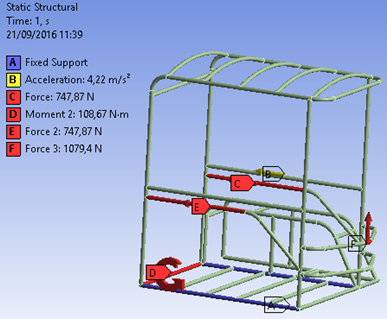 Static Structural
Time: 1, s
21/09/2016 11:39
A Fixed Support
B Acceleration: 4,22 m/s²
C Force: 747,87 N
D Moment 2: 108,67 N·m
E Force 2: 747,87 N
F Force 3: 1079,4 N
B
C
E
F
D
A